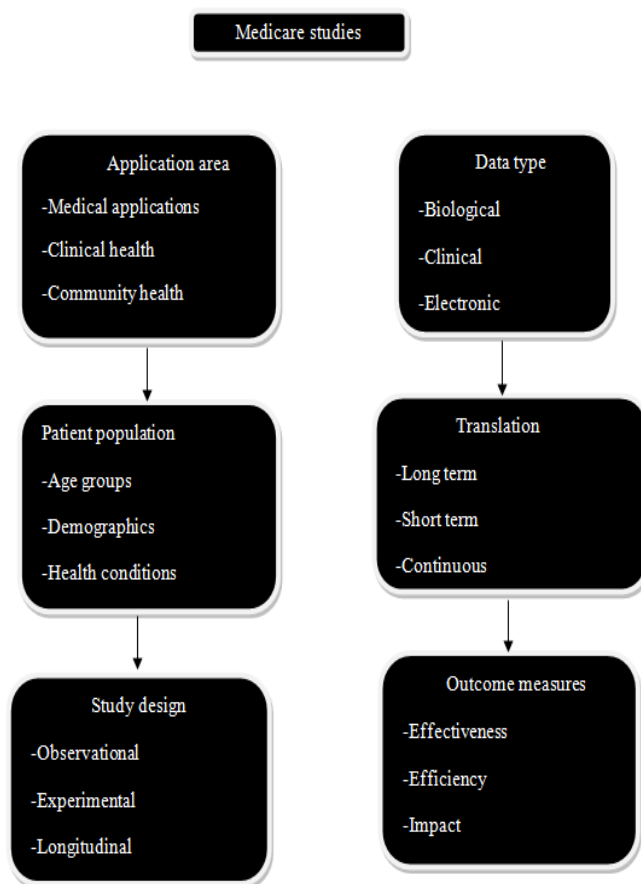 Medicare studies
Application area
-Medical applications
-Clinical health
-Community health
Data type
-Biological
-Clinical
-Electronic
Patient population
-Age groups
-Demographics
-Health conditions
Translation
-Long term
-Short term
-Continuous
Study design
-Observational
-Experimental
-Longitudinal
Outcome measures
-Effectiveness
-Efficiency
-Impact